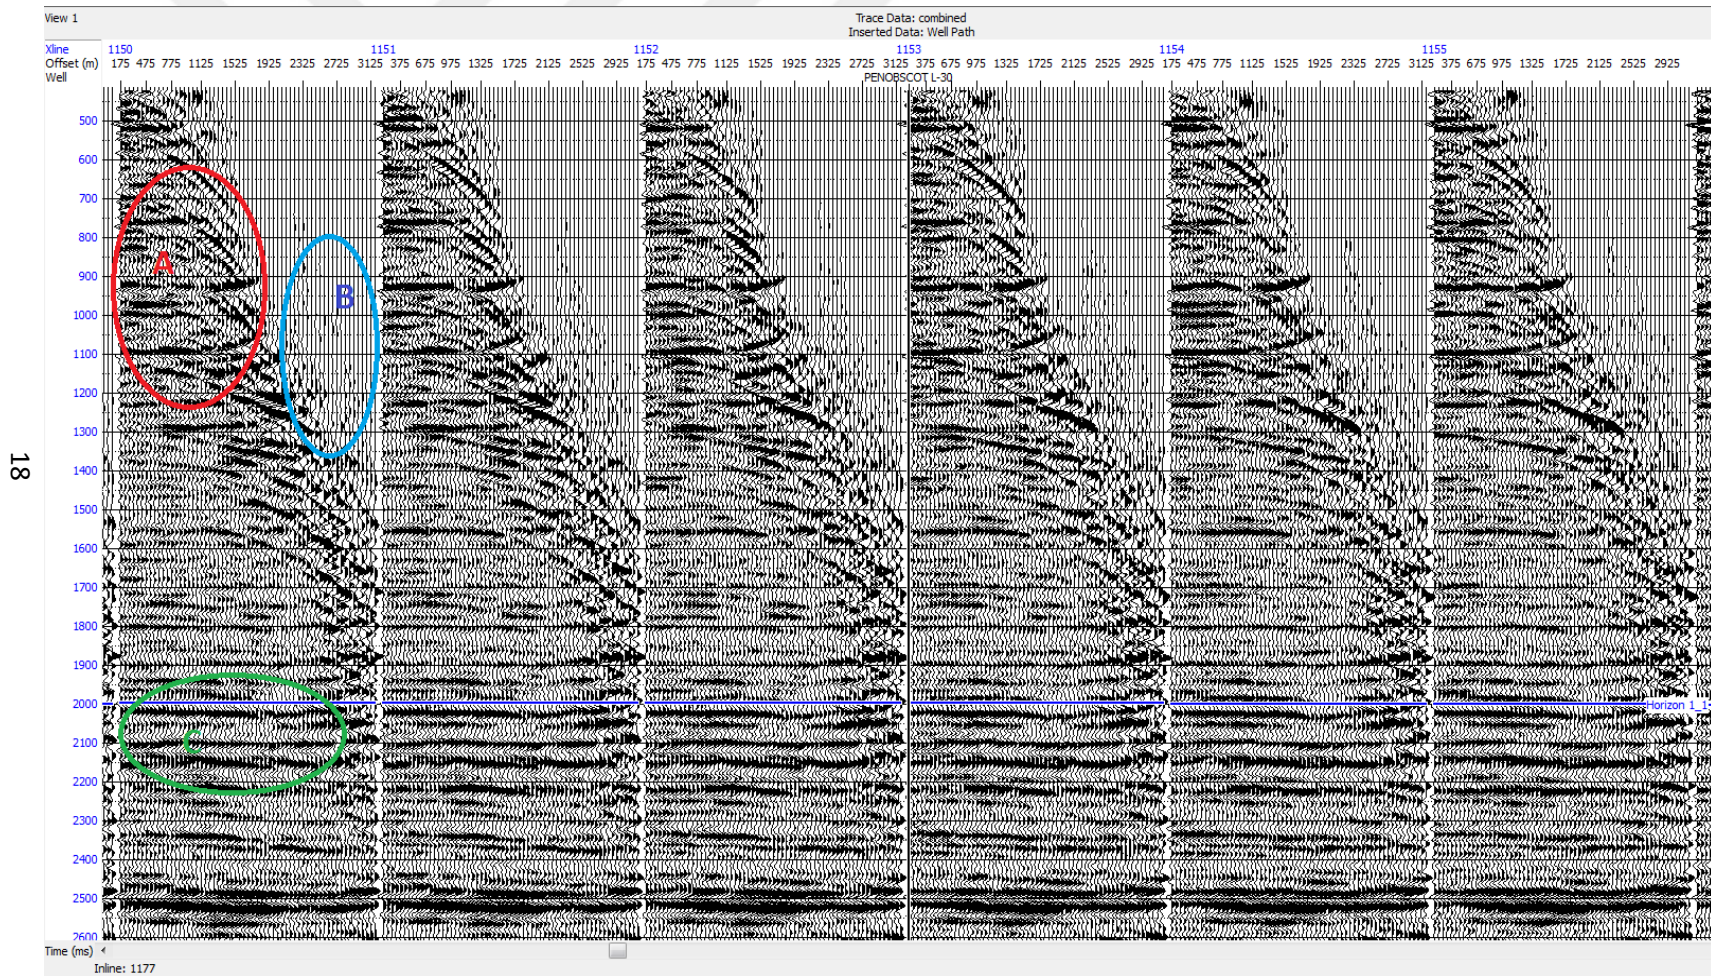 View 1
Trace Data: combined
Inserted Data: Well Path
Xline 1150 1151 1152 1153 1154 1155
Offset (m) 175 475 775 1125 1525 1925 2325 2725 3125 375 675 975 1325 1725 2125 2525 2925 175 475 775 1125 1525 1925 2325 2725 3125 375 675 975 1325 1725 2125 2525 2925 175 475 775 1125 1525 1925 2325 2725 3125 375 675 975 1325 1725 2125 2525 2925
Well PENOBSCOT L-30
500
600
700
800
A
900
B
1000
1100
1200
1300
1400
18
1500
1600
1700
1800
1900
2000
Horizon 1_1
2100
C
2200
2300
2400
2500
2600
Time (ms)
Inline: 1177